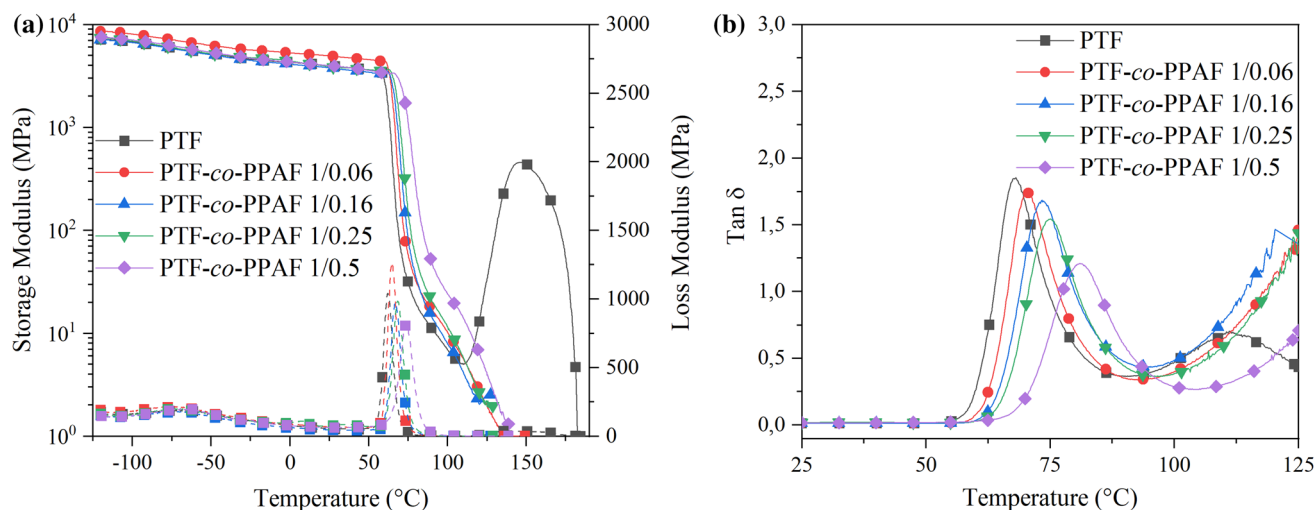 (a)
Storage Modulus (MPa)
10⁴
10³
10²
10¹
10⁰
3000
2500
2000
1500
1000
500
0
Loss Modulus (MPa)
PTF
PTF-co-PPAF 1/0.06
PTF-co-PPAF 1/0.16
PTF-co-PPAF 1/0.25
PTF-co-PPAF 1/0.5
-100
-50
0
50
100
150
Temperature (°C)
(b)
Tan δ
3,0
2,5
2,0
1,5
1,0
0,5
0,0
PTF
PTF-co-PPAF 1/0.06
PTF-co-PPAF 1/0.16
PTF-co-PPAF 1/0.25
PTF-co-PPAF 1/0.5
25
50
75
100
125
Temperature (°C)